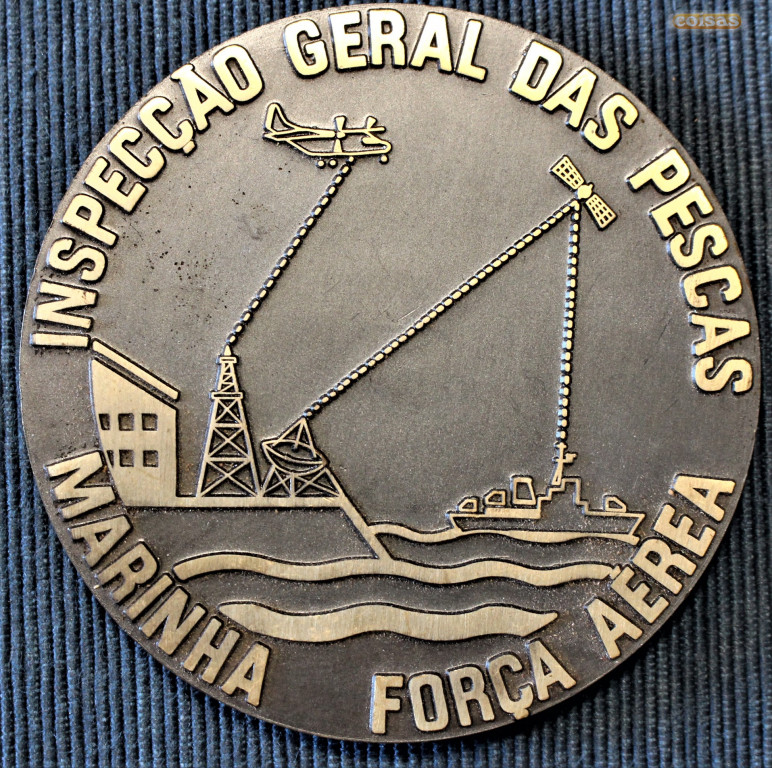 INSPECÇÃO GERAL DAS PESCAS
MARINHA FORÇA AÉREA
coisas